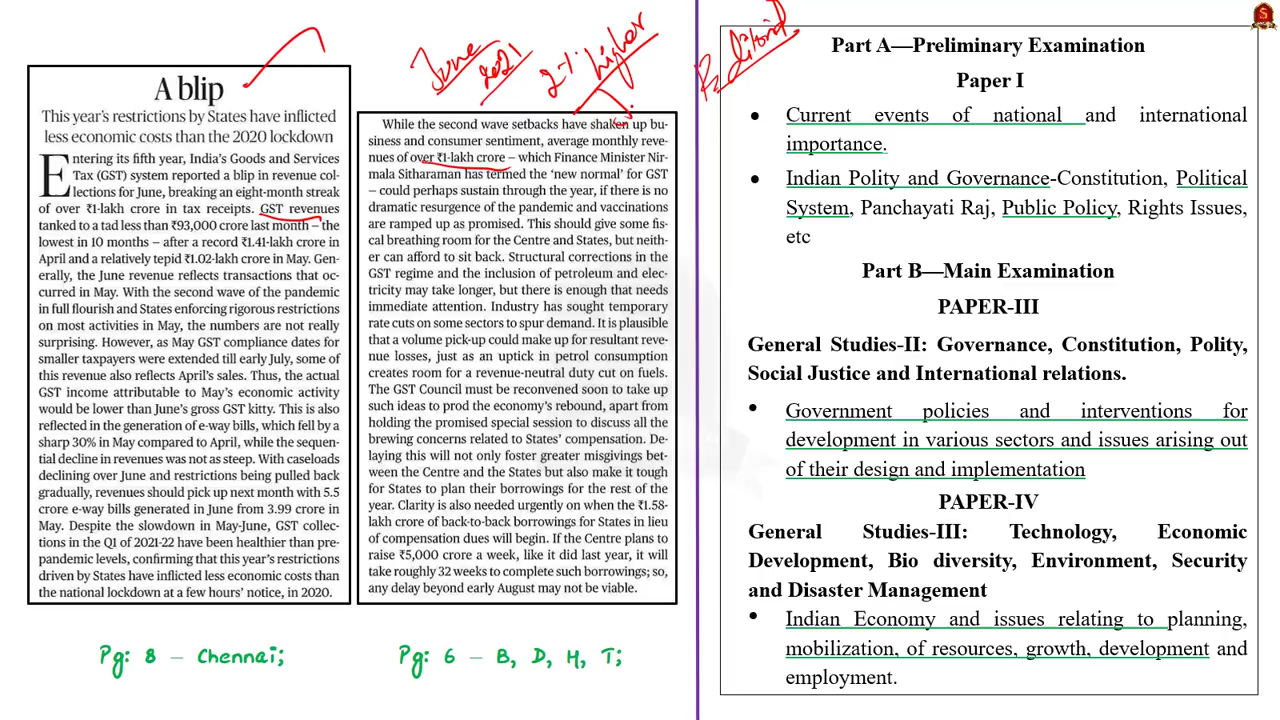 A blip
This year's restrictions by States have inflicted
less economic costs than the 2020 lockdown
Entering its fifth year, India's Goods and Services
Tax (GST) system reported a blip in revenue col-
lections for June, breaking an eight-month streak
of over ₹1-lakh crore in tax receipts. GST revenues
tanked to a tad less than ₹93,000 crore last month – the
lowest in 10 months – after a record ₹1.41-lakh crore in
April and a relatively tepid ₹1.02-lakh crore in May. Gen-
erally, the June revenue reflects transactions that oc-
curred in May. With the second wave of the pandemic
in full flourish and States enforcing rigorous restrictions
on most activities in May, the numbers are not really
surprising. However, as May GST compliance dates for
smaller taxpayers were extended till early July, some of
this revenue also reflects April's sales. Thus, the actual
GST income attributable to May's economic activity
would be lower than June's gross GST kitty. This is also
reflected in the generation of e-way bills, which fell by a
sharp 30% in May compared to April, while the sequen-
tial decline in revenues was not as steep. With caseloads
declining over June and restrictions being pulled back
gradually, revenues should pick up next month with 5.5
crore e-way bills generated in June from 3.99 crore in
May. Despite the slowdown in May-June, GST collec-
tions in the Q1 of 2021-22 have been healthier than pre-
pandemic levels, confirming that this year's restrictions
driven by States have inflicted less economic costs than
the national lockdown at a few hours' notice, in 2020.
Pg: 8 – Chennai;
June
2021
2% higher
While the second wave setbacks have shaken up bu-
siness and consumer sentiment, average monthly reve-
nues of over ₹1-lakh crore – which Finance Minister Nir-
mala Sitharaman has termed the 'new normal' for GST
– could perhaps sustain through the year, if there is no
dramatic resurgence of the pandemic and vaccinations
are ramped up as promised. This should give some fis-
cal breathing room for the Centre and States, but neith-
er can afford to sit back. Structural corrections in the
GST regime and the inclusion of petroleum and elec-
tricity may take longer, but there is enough that needs
immediate attention. Industry has sought temporary
rate cuts on some sectors to spur demand. It is plausible
that a volume pick-up could make up for resultant reve-
nue losses, just as an uptick in petrol consumption
creates room for a revenue-neutral duty cut on fuels.
The GST Council must be reconvened soon to take up
such ideas to prod the economy's rebound, apart from
holding the promised special session to discuss all the
brewing concerns related to States' compensation. De-
laying this will not only foster greater misgivings bet-
ween the Centre and the States but also make it tough
for States to plan their borrowings for the rest of the
year. Clarity is also needed urgently on when the ₹1.58-
lakh crore of back-to-back borrowings for States in lieu
of compensation dues will begin. If the Centre plans to
raise ₹5,000 crore a week, like it did last year, it will
take roughly 32 weeks to complete such borrowings; so,
any delay beyond early August may not be viable.
Pg: 6 – B, D, H, T;
Part A—Preliminary Examination
Paper I
• Current events of national and international
importance.
• Indian Polity and Governance-Constitution, Political
System, Panchayati Raj, Public Policy, Rights Issues,
etc
Part B—Main Examination
PAPER-III
General Studies-II: Governance, Constitution, Polity,
Social Justice and International relations.
• Government policies and interventions for
development in various sectors and issues arising out
of their design and implementation
PAPER-IV
General Studies-III: Technology, Economic
Development, Bio diversity, Environment, Security
and Disaster Management
• Indian Economy and issues relating to planning,
mobilization, of resources, growth, development and
employment.